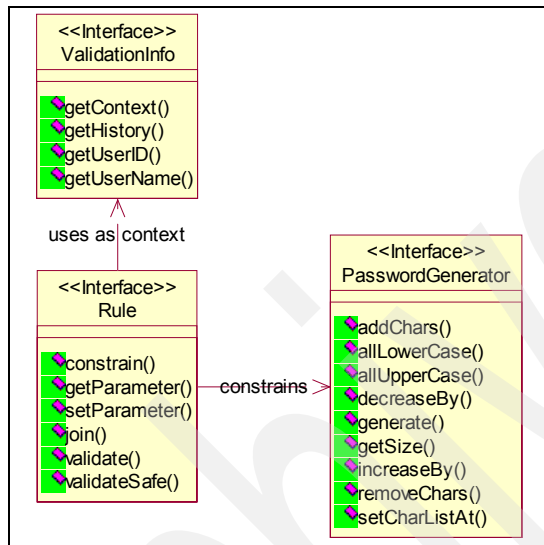 <<Interface>>
ValidationInfo
getContext()
getHistory()
getUserID()
getUserName()
uses as context
<<Interface>>
Rule
constrain()
getParameter()
setParameter()
join()
validate()
validateSafe()
constrains
<<Interface>>
PasswordGenerator
addChars()
allLowerCase()
allUpperCase()
decreaseBy()
generate()
getSize()
increaseBy()
removeChars()
setCharListAt()